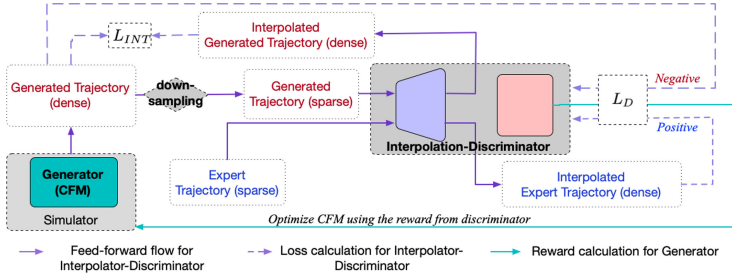 L_INT
Interpolated
Generated Trajectory (dense)
Generated Trajectory
(dense)
down-
sampling
Generated
Trajectory (sparse)
Negative
L_D
Positive
Interpolation-Discriminator
Generator
(CFM)
Simulator
Expert
Trajectory (sparse)
Interpolated
Expert Trajectory (dense)
Optimize CFM using the reward from discriminator
Feed-forward flow for
Interpolator-Discriminator
Loss calculation for Interpolator-
Discriminator
Reward calculation for Generator